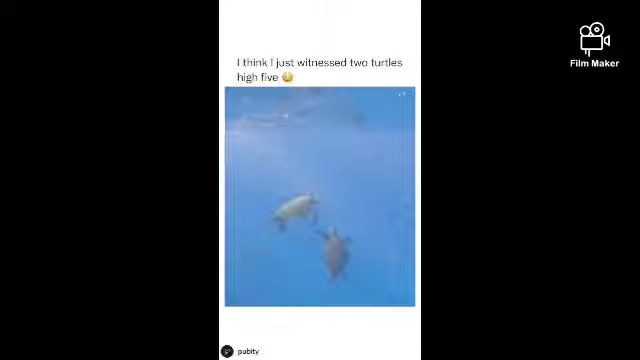 I think I just witnessed two turtles
high five 😳
Film Maker
pubity